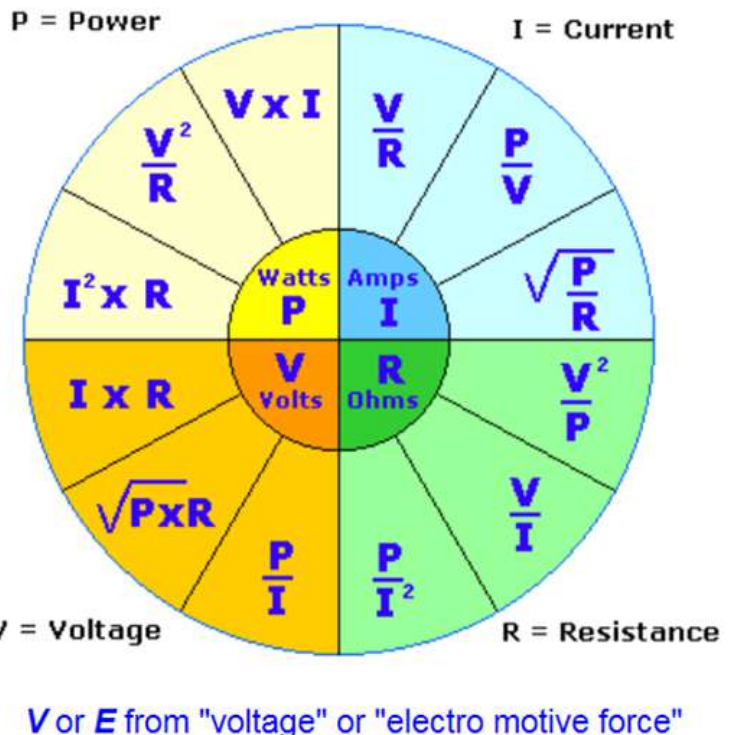 P = Power
I = Current
V x I
V
R
V²
R
P
V
I² x R
√P
R
Watts
P
Amps
I
V
Volts
R
Ohms
I x R
V²
P
√PxR
V
I
P
I
P
I²
V = Voltage
R = Resistance
V or E from "voltage" or "electro motive force"